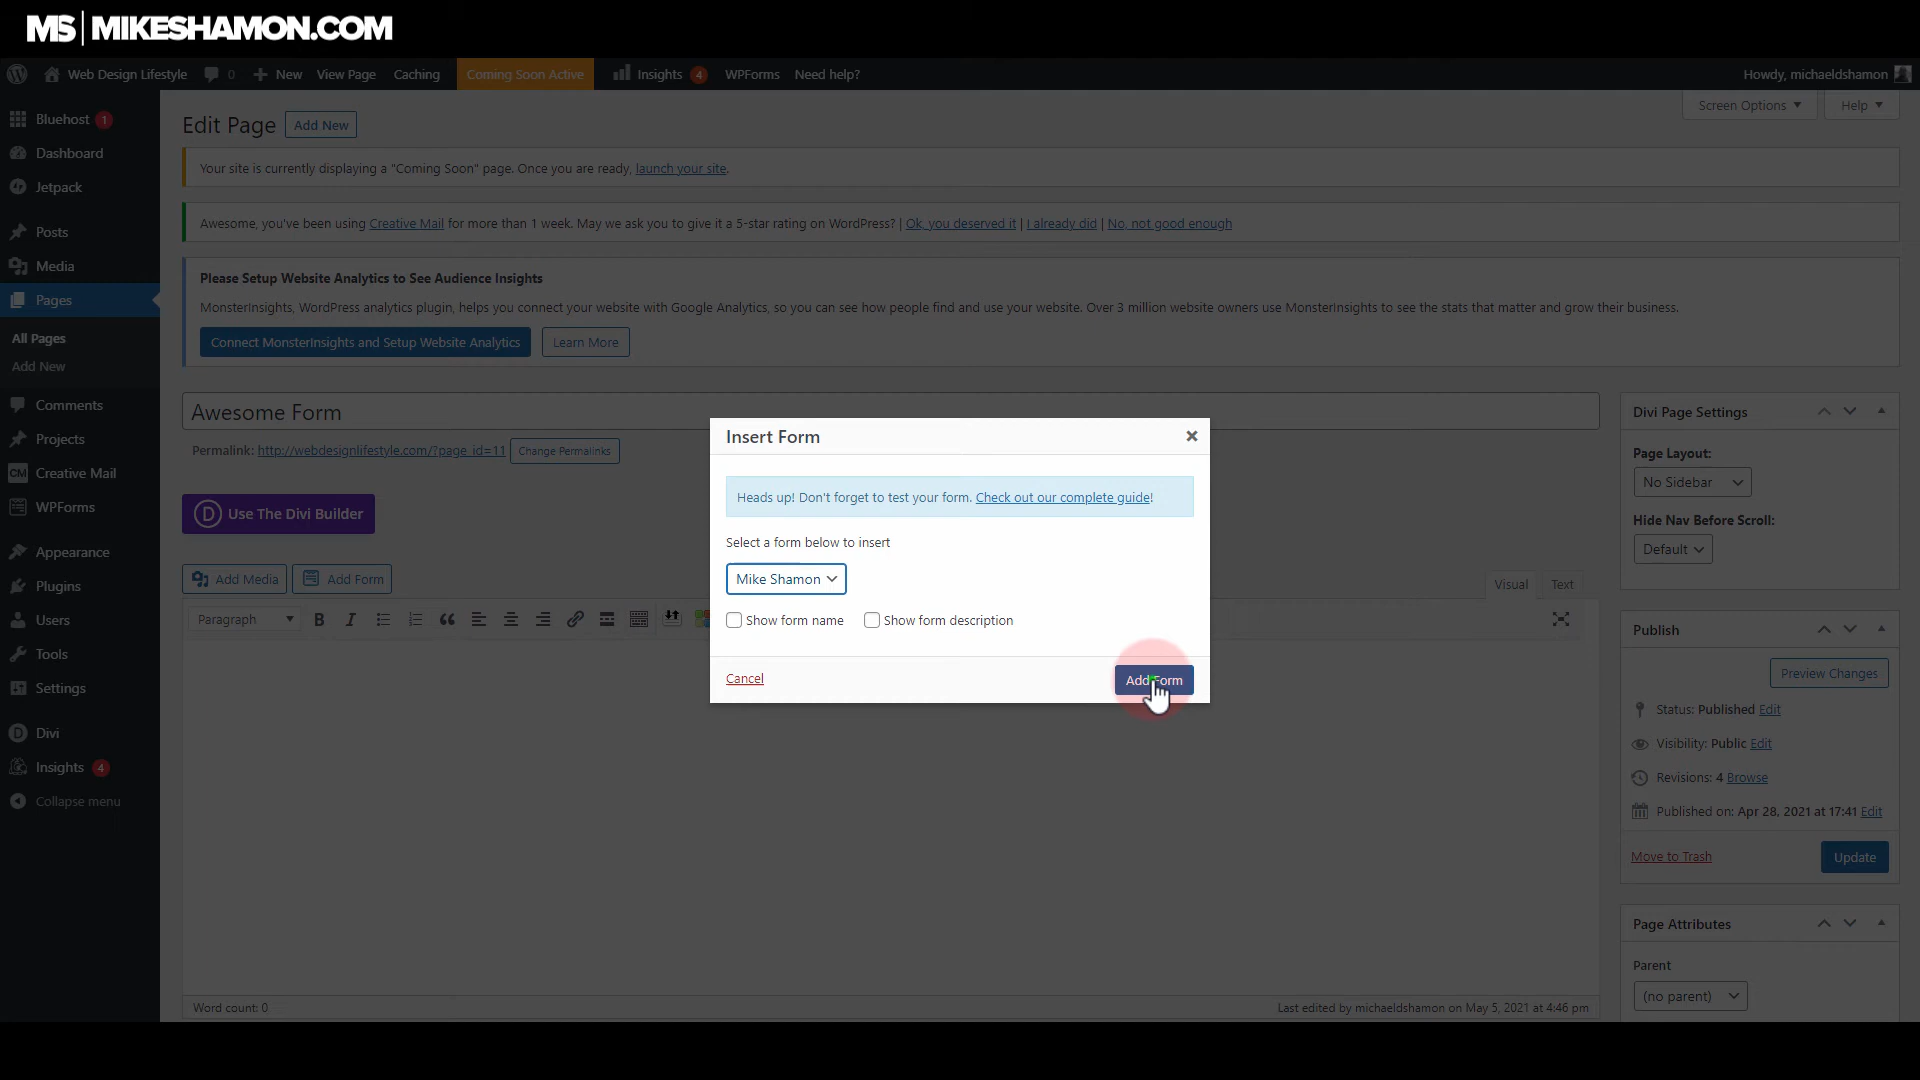 MS | MIKESHAMON.COM
Web Design Lifestyle 0 New View Page Caching Coming Soon Active Insights 4 WPForms Need help? Howdy, michaeldshamon
Screen Options Help
Bluehost 1
Dashboard
Jetpack
Posts
Media
Pages
All Pages
Add New
Comments
Projects
CM Creative Mail
WPForms
Appearance
Plugins
Users
Tools
Settings
D Divi
Insights 4
Collapse menu
Edit Page Add New
Your site is currently displaying a "Coming Soon" page. Once you are ready, launch your site.
Awesome, you've been using Creative Mail for more than 1 week. May we ask you to give it a 5-star rating on WordPress? | Ok, you deserved it | I already did | No, not good enough
Please Setup Website Analytics to See Audience Insights
MonsterInsights, WordPress analytics plugin, helps you connect your website with Google Analytics, so you can see how people find and use your website. Over 3 million website owners use MonsterInsights to see the stats that matter and grow their business.
Connect MonsterInsights and Setup Website Analytics Learn More
Awesome Form
Permalink: http://webdesignlifestyle.com/?page_id=11 Change Permalinks
D Use The Divi Builder
Add Media Add Form
Visual Text
Paragraph B I
Word count: 0 Last edited by michaeldshamon on May 5, 2021 at 4:46 pm
Insert Form
Heads up! Don't forget to test your form. Check out our complete guide!
Select a form below to insert
Mike Shamon
Show form name Show form description
Cancel Add Form
Divi Page Settings
Page Layout:
No Sidebar
Hide Nav Before Scroll:
Default
Publish
Preview Changes
Status: Published Edit
Visibility: Public Edit
Revisions: 4 Browse
Published on: Apr 28, 2021 at 17:41 Edit
Move to Trash Update
Page Attributes
Parent
(no parent)